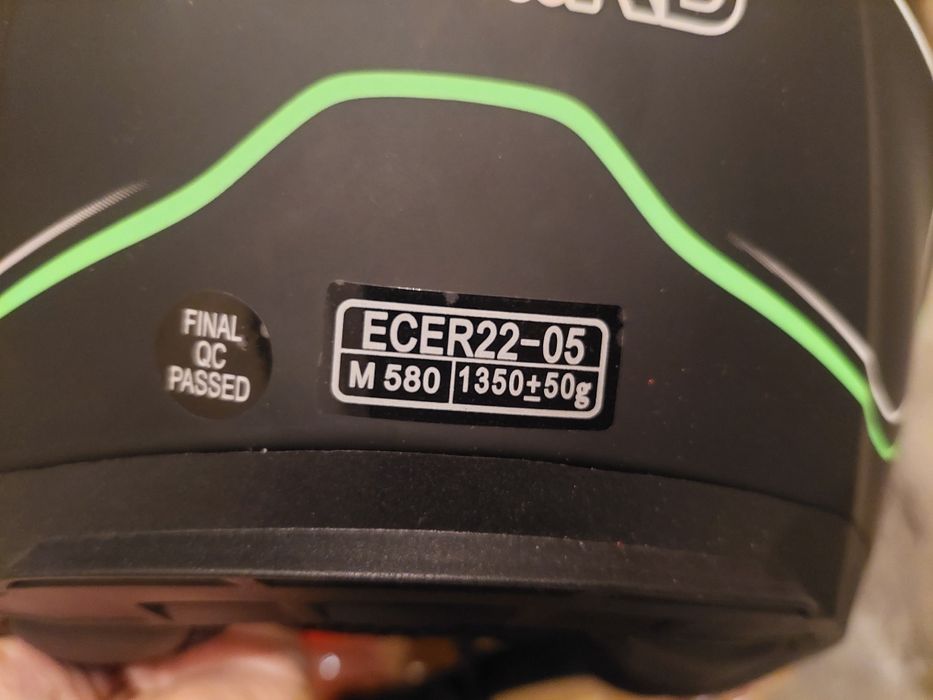 FINAL
QC
PASSED
ECER22-05
M 580 1350±50g